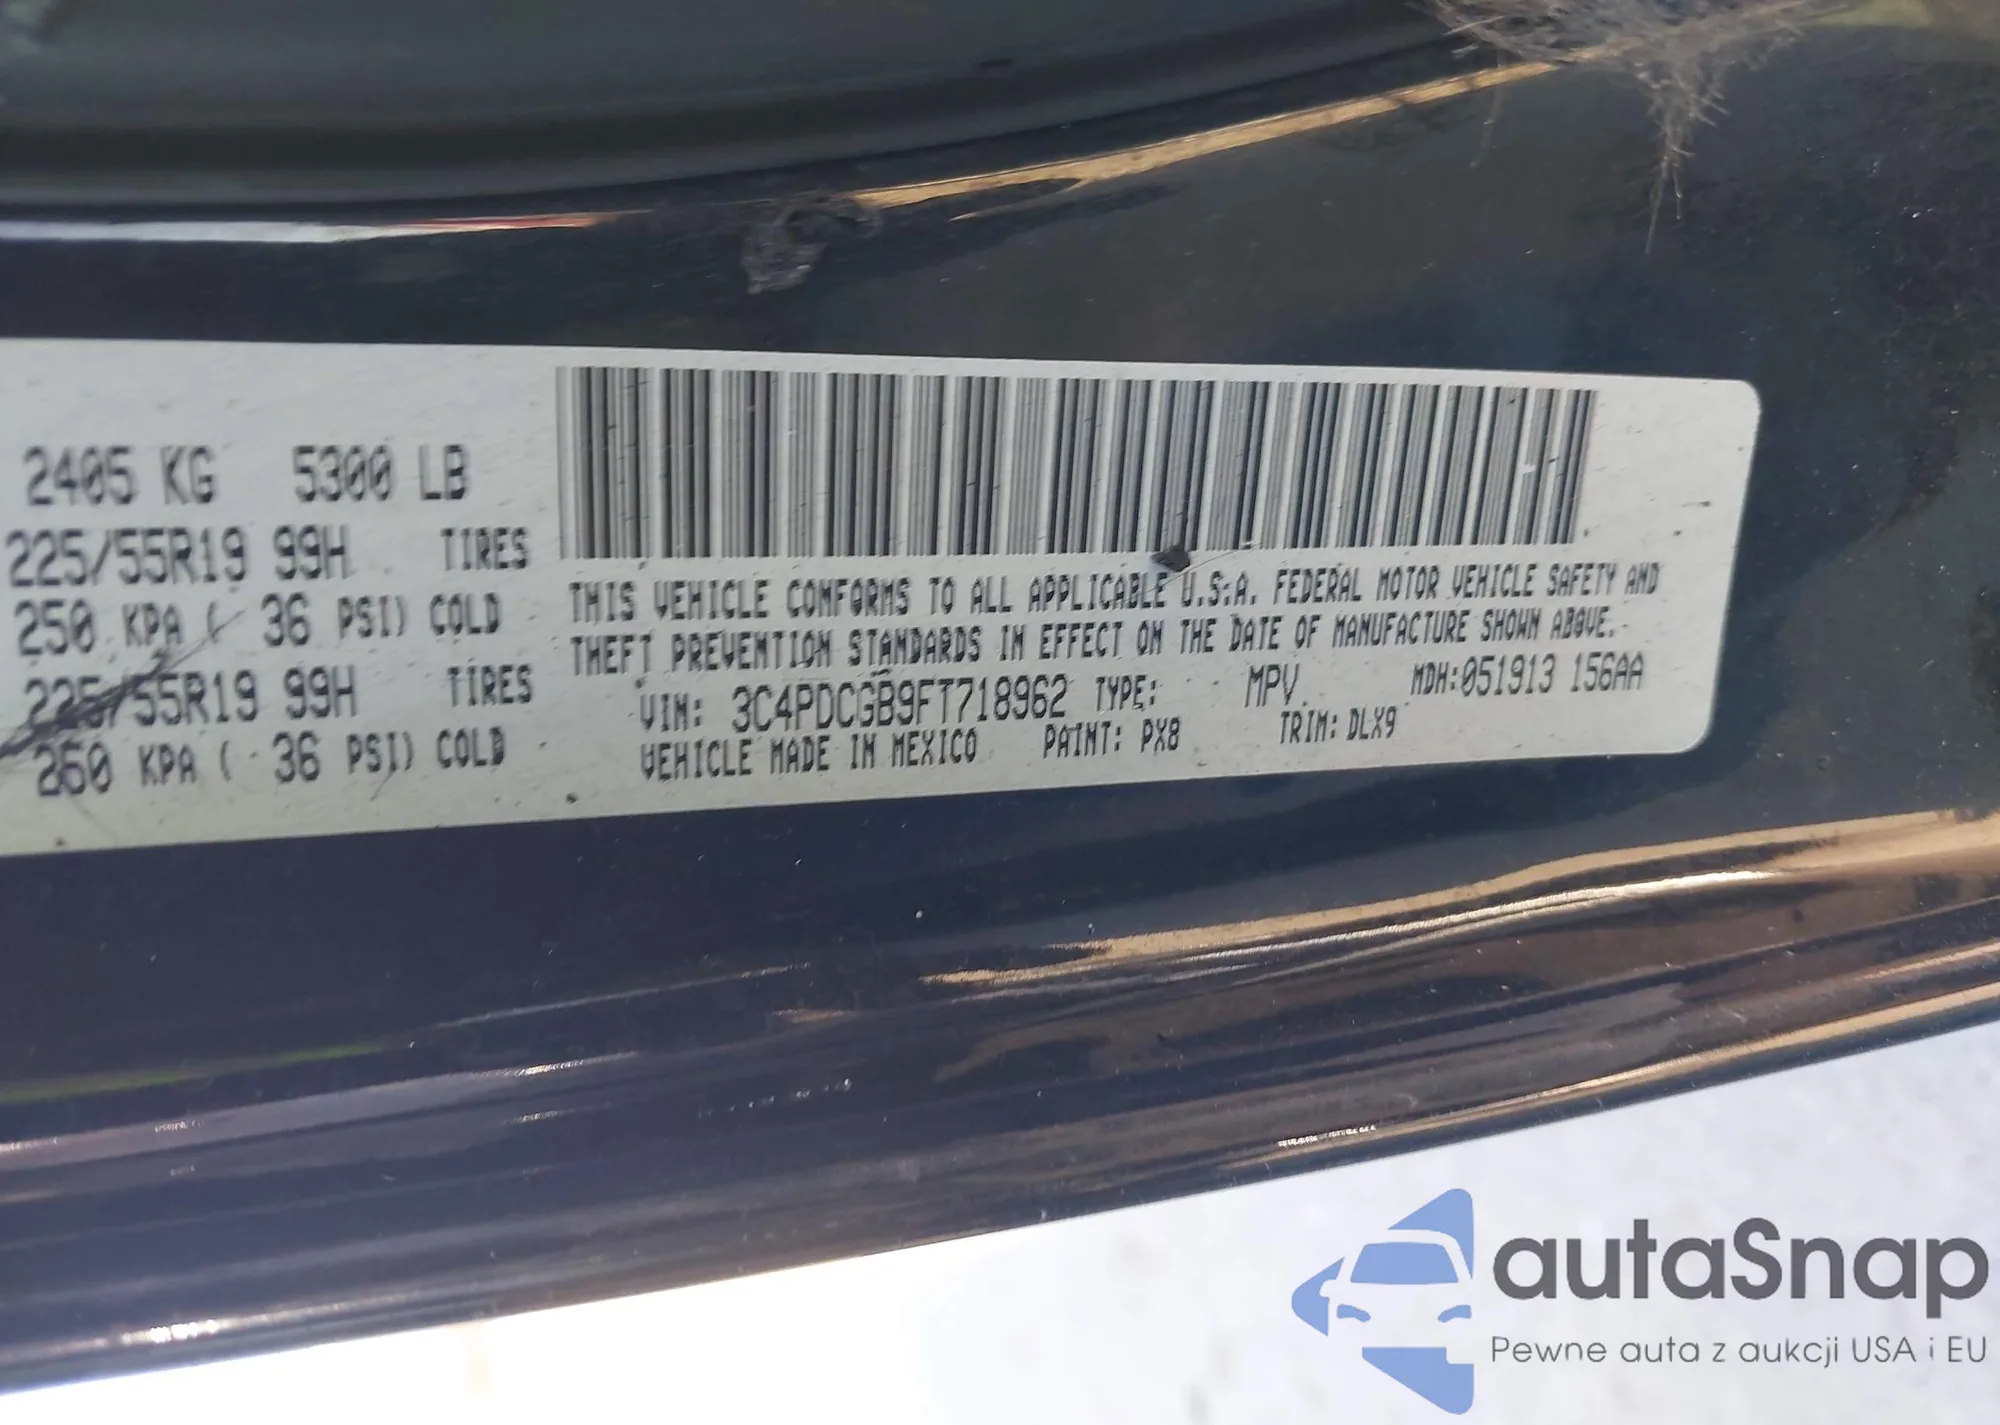 2405 KG 5300 LB
225/55R19 99H TIRES
250 KPA ( 36 PSI) COLD
225/55R19 99H TIRES
250 KPA ( 36 PSI) COLD
THIS VEHICLE CONFORMS TO ALL APPLICABLE U.S.A. FEDERAL MOTOR VEHICLE SAFETY AND
THEFT PREVENTION STANDARDS IN EFFECT ON THE DATE OF MANUFACTURE SHOWN ABOVE.
VIN: 3C4PDCGB9FT718962 TYPE: MPV MDH:051913 156AA
VEHICLE MADE IN MEXICO PAINT: PX8 TRIM: DLX9
autaSnap
Pewne auta z aukcji USA i EU